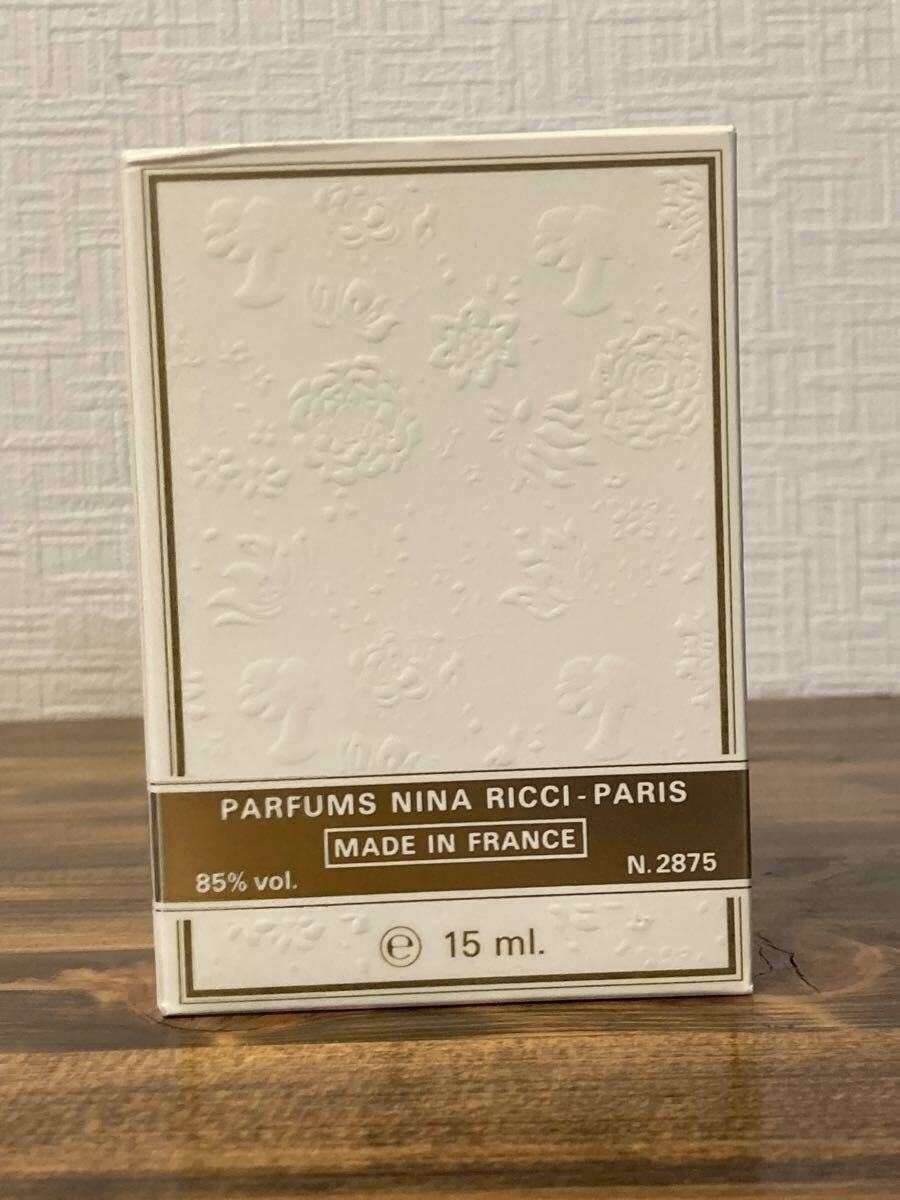 PARFUMS NINA RICCI - PARIS
MADE IN FRANCE
85% vol.
N.2875
℮ 15 ml.